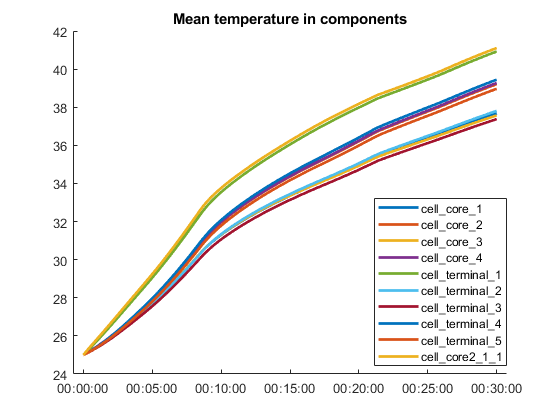 Mean temperature in components
42
40
38
36
34
32
30
28
26
24
cell_core_1
cell_core_2
cell_core_3
cell_core_4
cell_terminal_1
cell_terminal_2
cell_terminal_3
cell_terminal_4
cell_terminal_5
cell_core2_1_1
00:00:00 00:05:00 00:10:00 00:15:00 00:20:00 00:25:00 00:30:00